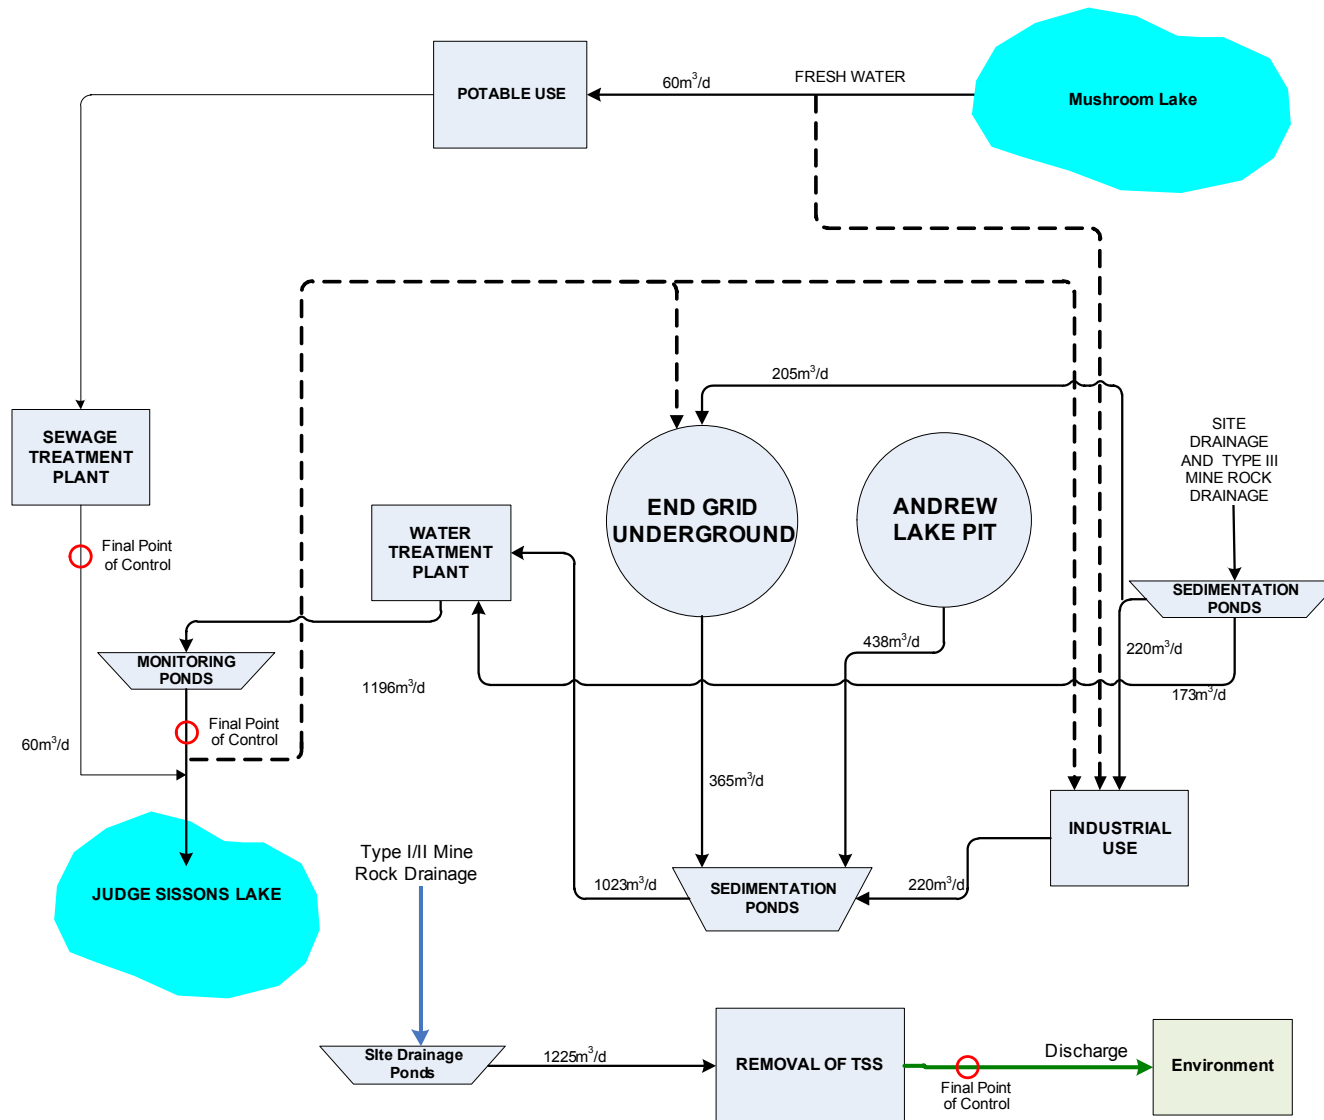 POTABLE USE
60m³/d
FRESH WATER
Mushroom Lake
205m³/d
SEWAGE
TREATMENT
PLANT
SITE
DRAINAGE
AND TYPE III
MINE ROCK
DRAINAGE
END GRID
UNDERGROUND
ANDREW
LAKE PIT
WATER
TREATMENT
PLANT
Final Point
of Control
SEDIMENTATION
PONDS
438m³/d
220m³/d
MONITORING
PONDS
1196m³/d
173m³/d
Final Point
of Control
60m³/d
365m³/d
INDUSTRIAL
USE
Type I/II Mine
Rock Drainage
JUDGE SISSONS LAKE
1023m³/d
SEDIMENTATION
PONDS
220m³/d
SIte Drainage
Ponds
1225m³/d
REMOVAL OF TSS
Discharge
Final Point
of Control
Environment